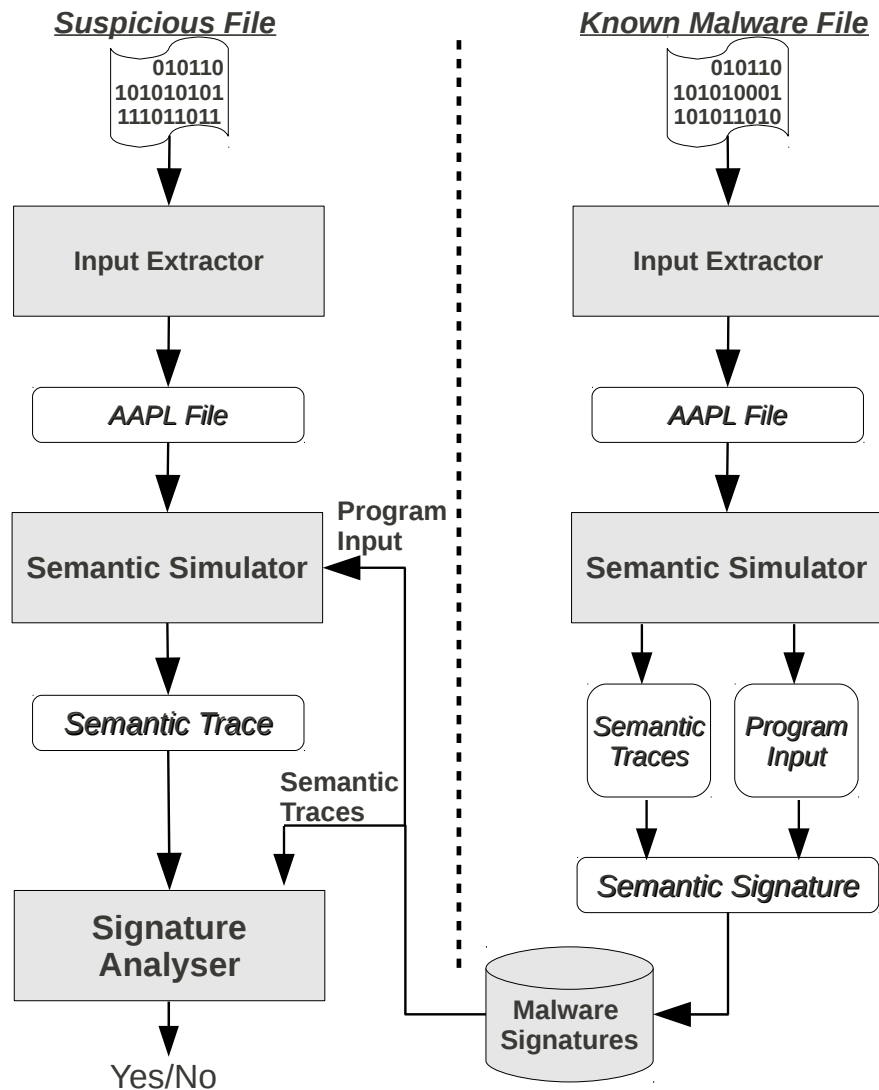 Suspicious File
010110
101010101
111011011
Input Extractor
AAPL File
Semantic Simulator
Semantic Trace
Signature
Analyser
Yes/No
Program
Input
Semantic
Traces
Known Malware File
010110
101010001
101011010
Input Extractor
AAPL File
Semantic Simulator
Semantic
Traces
Program
Input
Semantic Signature
Malware
Signatures